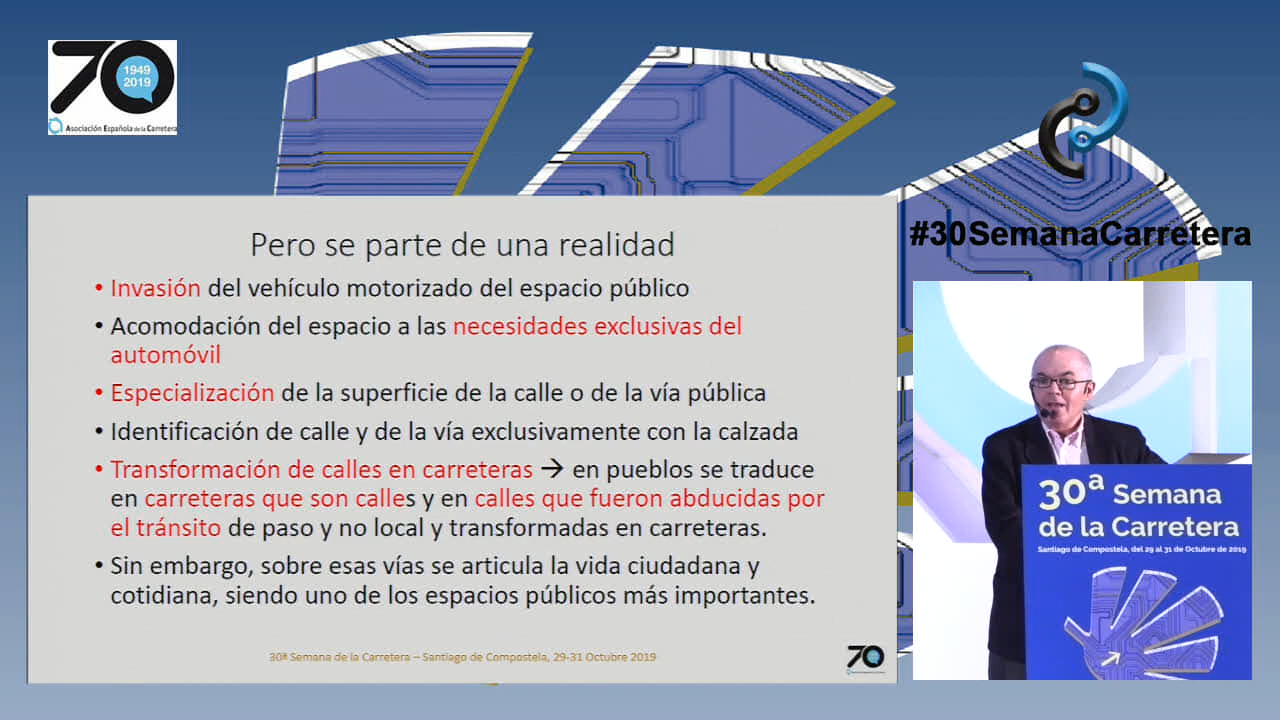 70
1949
2019
Asociación Española de la Carretera
#30SemanaCarretera
Pero se parte de una realidad
• Invasión del vehículo motorizado del espacio público
• Acomodación del espacio a las necesidades exclusivas del
automóvil
• Especialización de la superficie de la calle o de la vía pública
• Identificación de calle y de la vía exclusivamente con la calzada
• Transformación de calles en carreteras → en pueblos se traduce
en carreteras que son calles y en calles que fueron abducidas por
el tránsito de paso y no local y transformadas en carreteras.
• Sin embargo, sobre esas vías se articula la vida ciudadana y
cotidiana, siendo uno de los espacios públicos más importantes.
30ª Semana de la Carretera – Santiago de Compostela, 29-31 Octubre 2019
70
30ª Semana
de la Carretera
Santiago de Compostela, del 29 al 31 de Octubre de 2019